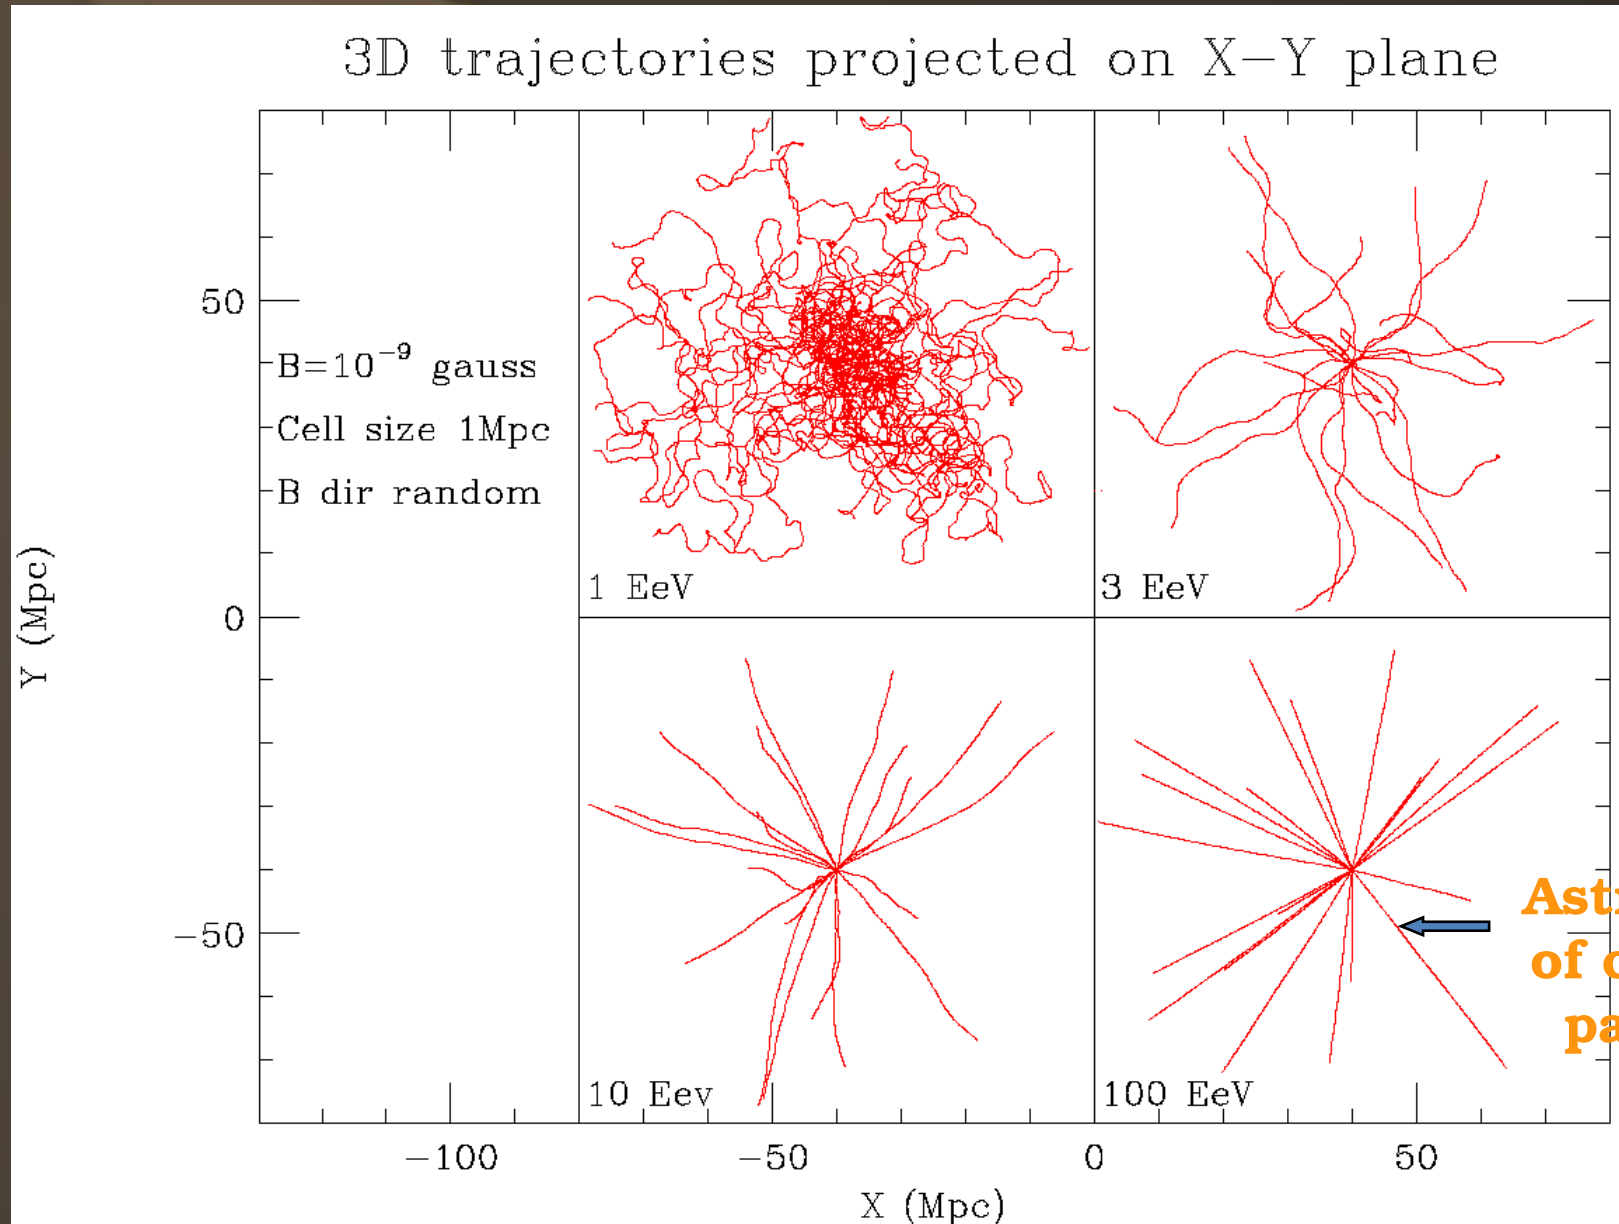 3D trajectories projected on X-Y plane
50
B=10⁻⁹ gauss
Cell size 1Mpc
B dir random
1 EeV
3 EeV
Y (Mpc)
0
-50
of
10 Eev
100 EeV
-100
-50
0
50
X (Mpc)